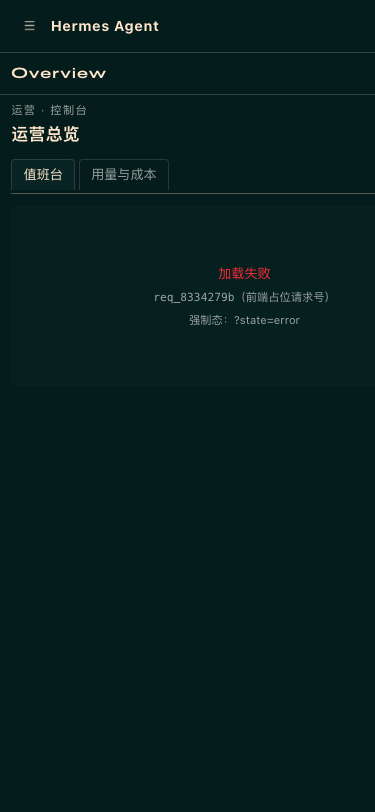 ☰ Hermes Agent
Overview
运营 · 控制台
运营总览
值班台 用量与成本
加载失败
req_8334279b（前端占位请求号）
强制态：?state=error